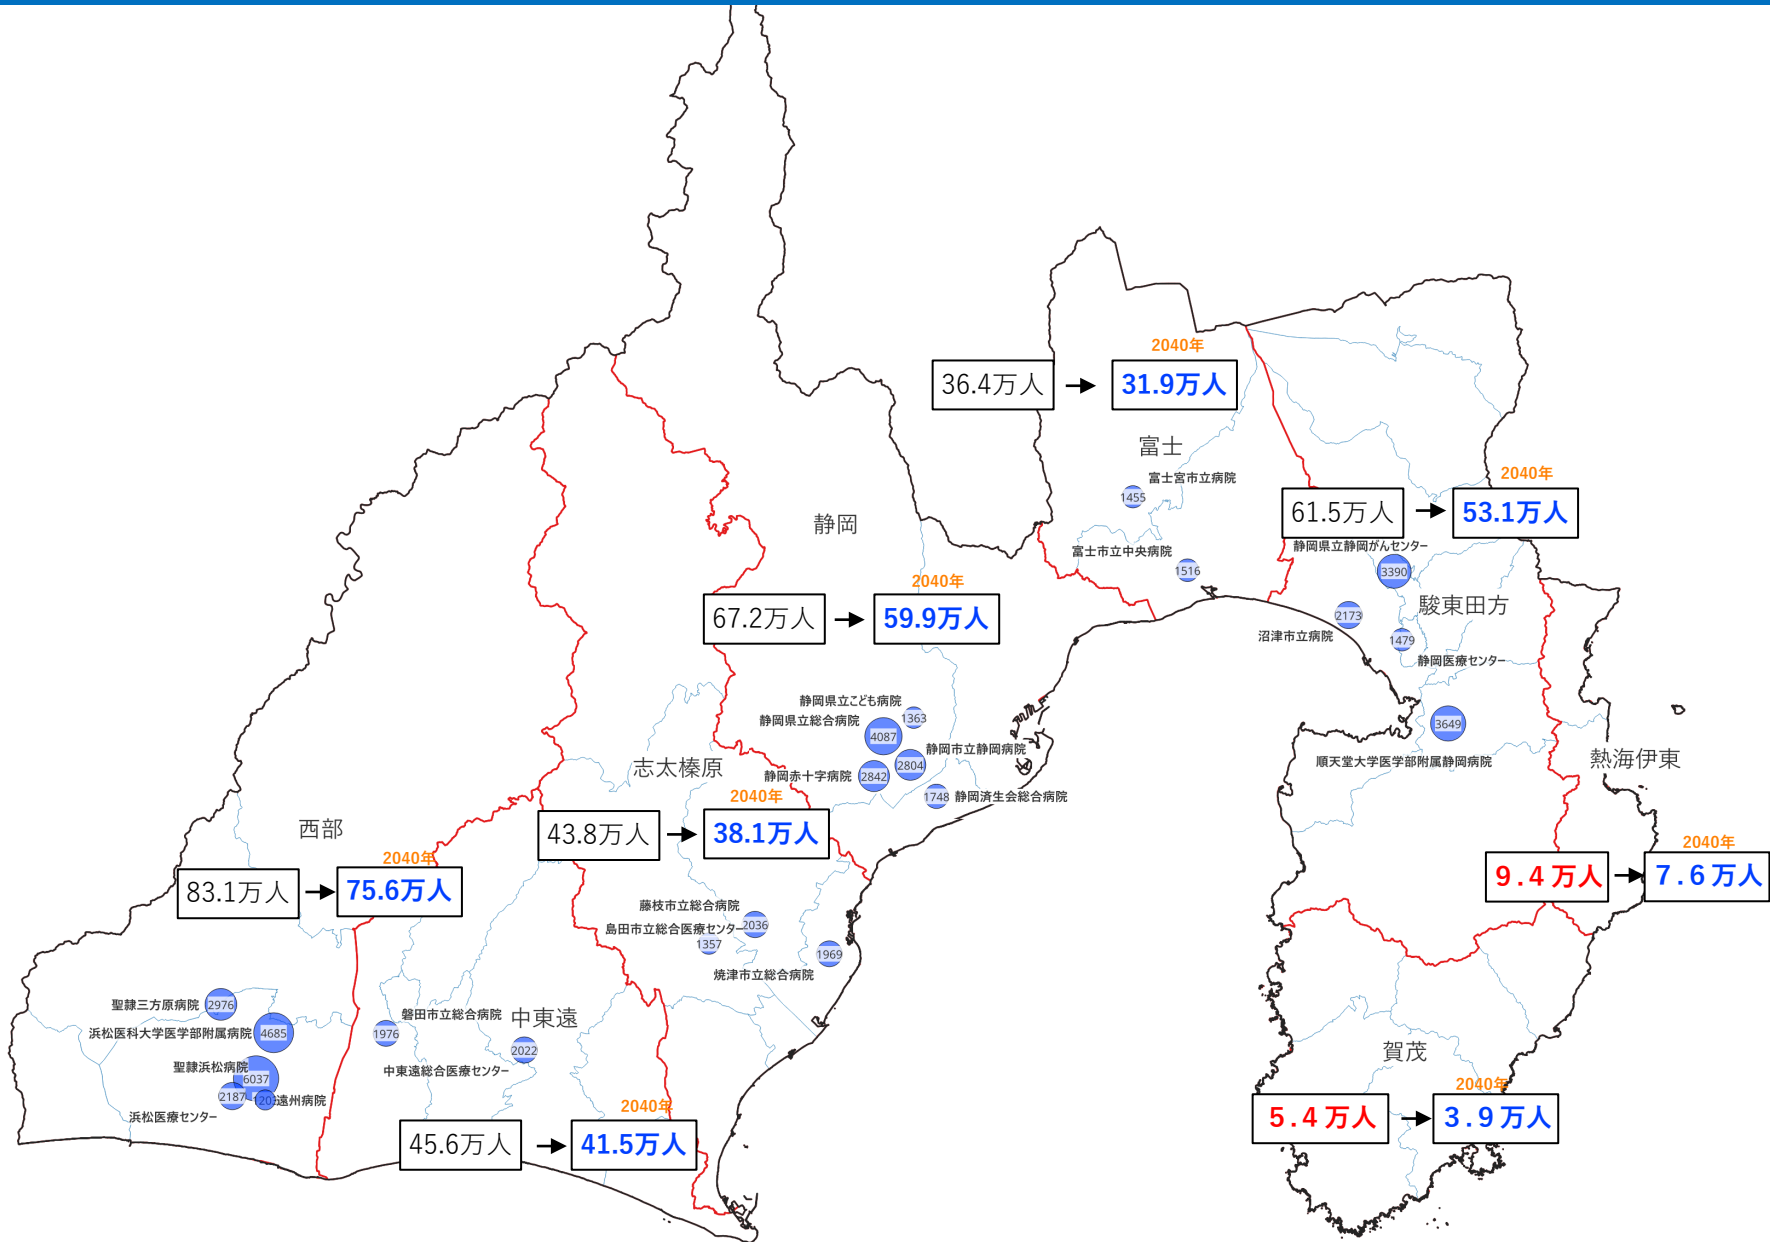 2040年
36.4万人
31.9万人
富士
富士宮市立病院
1455
富士市立中央病院
1516
2040年
61.5万人
53.1万人
静岡県立静岡がんセンター
3390
駿東田方
2173
沼津市立病院
1479
静岡医療センター
3649
順天堂大学医学部附属静岡病院
静岡
2040年
67.2万人
59.9万人
静岡県立こども病院
1363
静岡県立総合病院
4087
静岡市立静岡病院
2804
静岡赤十字病院
2842
1748
静岡済生会総合病院
熱海伊東
2040年
9.4万人
7.6万人
志太榛原
2040年
43.8万人
38.1万人
藤枝市立総合病院
2036
島田市立総合医療センター
1357
焼津市立総合病院
1969
西部
2040年
83.1万人
75.6万人
聖隷三方原病院
2976
浜松医科大学医学部附属病院
4685
聖隷浜松病院
6037
2187
遠州病院
浜松医療センター
磐田市立総合病院
1976
中東遠
2022
中東遠総合医療センター
2040年
45.6万人
41.5万人
賀茂
2040年
5.4万人
3.9万人